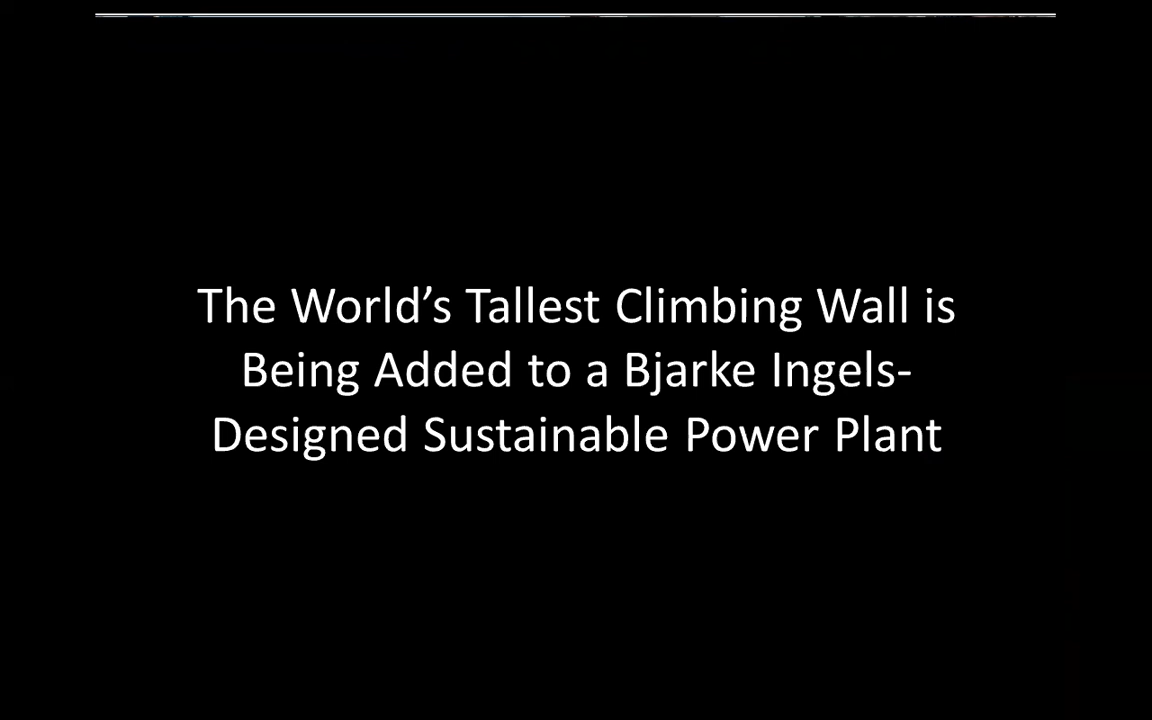 The World’s Tallest Climbing Wall is
Being Added to a Bjarke Ingels-
Designed Sustainable Power Plant